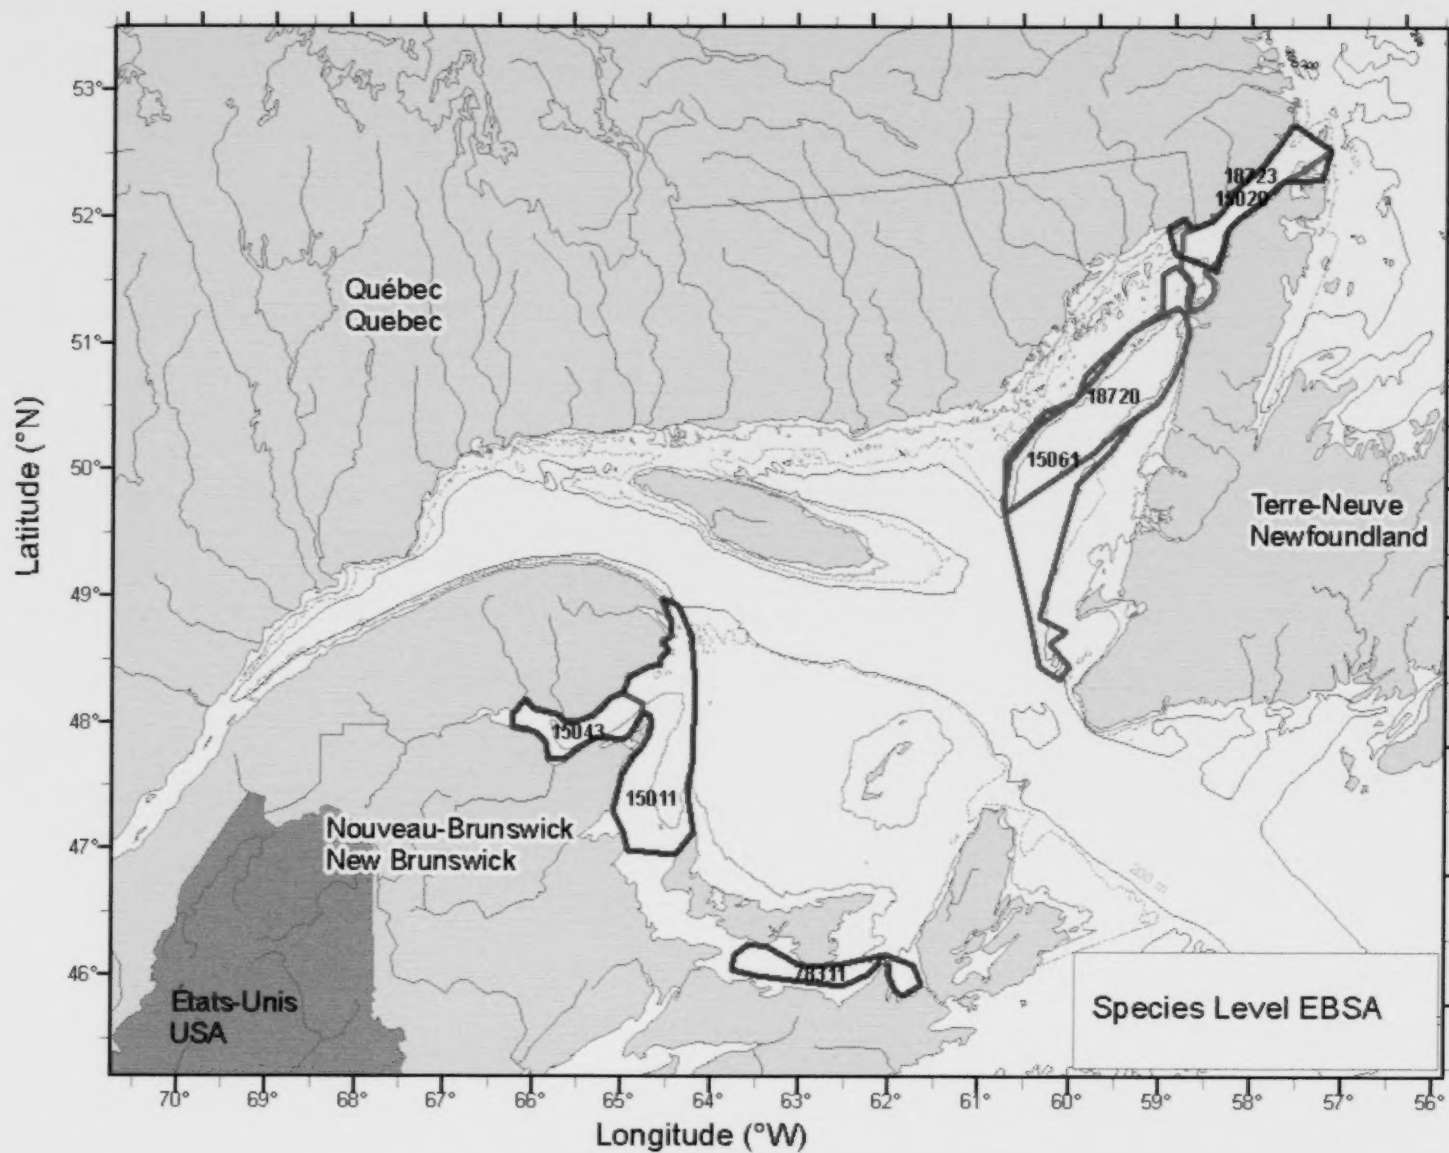 53°
52°
51°
50°
49°
48°
47°
46°
Latitude (°N)
Québec
Quebec
18723
15020
18720
15061
Terre-Neuve
Newfoundland
15043
15011
Nouveau-Brunswick
New Brunswick
200 m
78311
États-Unis
USA
Species Level EBSA
70° 69° 68° 67° 66° 65° 64° 63° 62° 61° 60° 59° 58° 57° 56°
Longitude (°W)